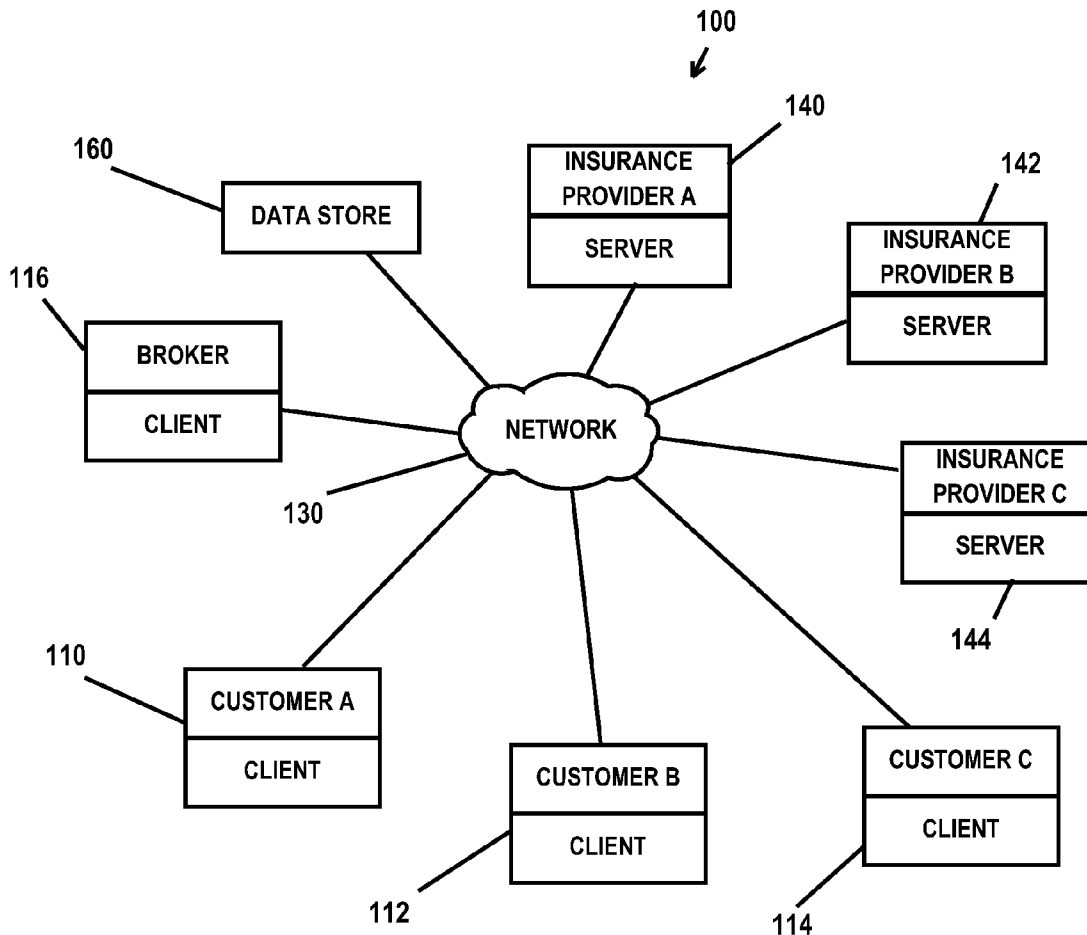 100
140
INSURANCE
PROVIDER A
SERVER
160
DATA STORE
142
INSURANCE
PROVIDER B
SERVER
116
BROKER
CLIENT
NETWORK
130
INSURANCE
PROVIDER C
SERVER
144
110
CUSTOMER A
CLIENT
CUSTOMER B
CLIENT
112
CUSTOMER C
CLIENT
114